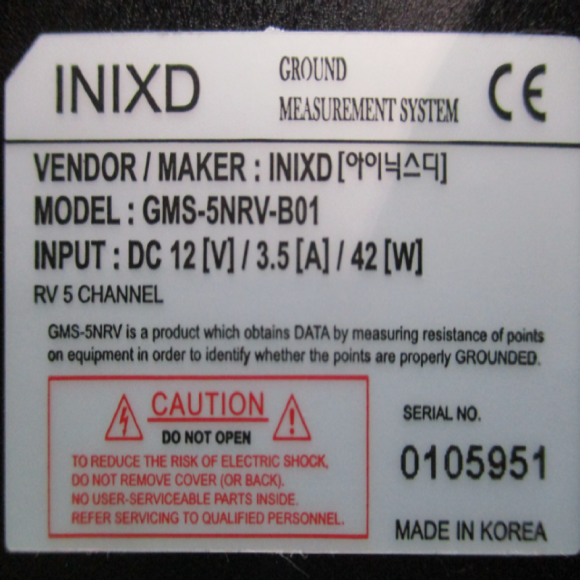 INIXD
GROUND
MEASUREMENT SYSTEM
CE
VENDOR / MAKER : INIXD [아이닉스디]
MODEL : GMS-5NRV-B01
INPUT : DC 12 [V] / 3.5 [A] / 42 [W]
RV 5 CHANNEL
GMS-5NRV is a product which obtains DATA by measuring resistance of points
on equipment in order to identify whether the points are properly GROUNDED.
CAUTION
DO NOT OPEN
TO REDUCE THE RISK OF ELECTRIC SHOCK,
DO NOT REMOVE COVER (OR BACK).
NO USER-SERVICEABLE PARTS INSIDE.
REFER SERVICING TO QUALIFIED PERSONNEL.
SERIAL NO.
0105951
MADE IN KOREA